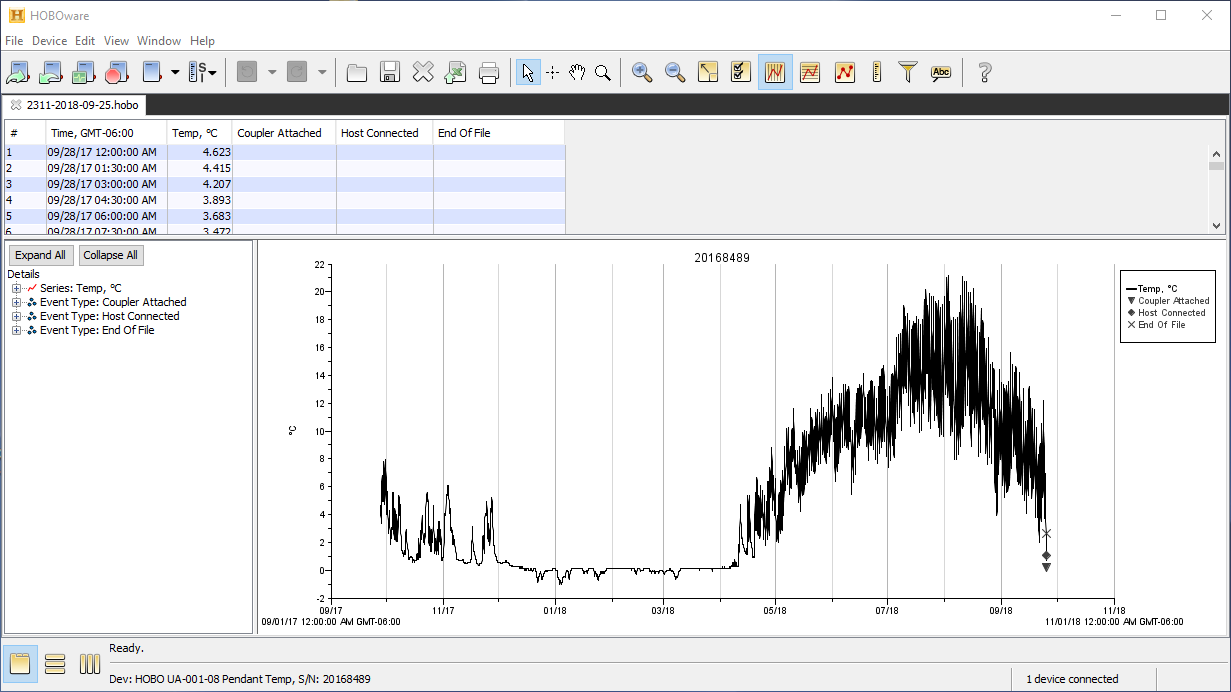 HOBOware
File Device Edit View Window Help
2311-2018-09-25.hobo
# Time, GMT-06:00 Temp, °C Coupler Attached Host Connected End Of File
1 09/28/17 12:00:00 AM 4.623
2 09/28/17 01:30:00 AM 4.415
3 09/28/17 03:00:00 AM 4.207
4 09/28/17 04:30:00 AM 3.893
5 09/28/17 06:00:00 AM 3.683
6 09/28/17 07:30:00 AM 3.472
Expand All Collapse All
Details
Series: Temp, °C
Event Type: Coupler Attached
Event Type: Host Connected
Event Type: End Of File
20168489
22
20
18
16
14
12
10
8
6
4
2
0
-2
°C
09/17 11/17 01/18 03/18 05/18 07/18 09/18 11/18
09/01/17 12:00:00 AM GMT-06:00 11/01/18 12:00:00 AM GMT-06:00
Temp, °C
Coupler Attached
Host Connected
End Of File
Ready.
Dev: HOBO UA-001-08 Pendant Temp, S/N: 20168489 1 device connected